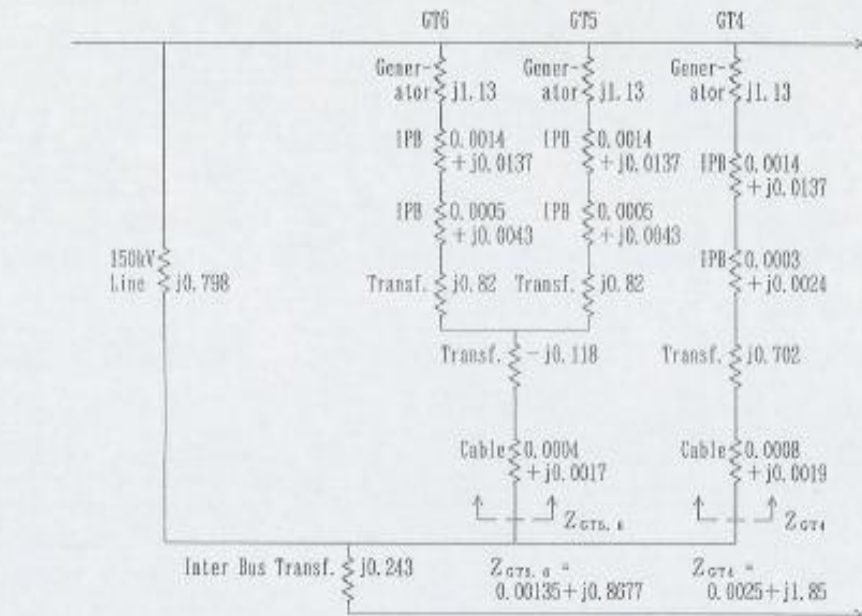 GT6 GT5 GT4
Gener- Gener- Gener-
ator j1.13 ator j1.13 ator j1.13
IPB 0.0014 IPB 0.0014
+j0.0137 +j0.0137
IPB 0.0014
+j0.0137
IPB 0.0005 IPB 0.0005
+j0.0043 +j0.0043
150kV
Line j0.798
IPB 0.0003
+j0.0024
Transf. j0.82 Transf. j0.82
Transf. -j0.118 Transf. j0.702
Cable 0.0004 Cable 0.0008
+j0.0017 +j0.0019
Z GT5, 6 Z GT4
Inter Bus Transf. j0.243
Z GT5, 6 = Z GT4 =
0.00135+j0.8677 0.0025+j1.85